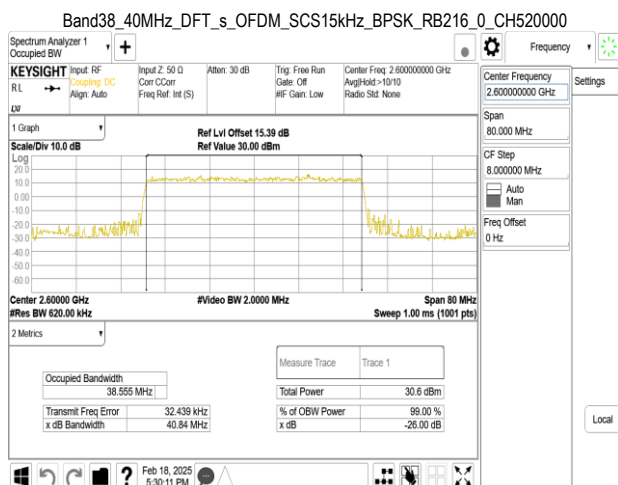 Band38_40MHz_DFT_s_OFDM_SCS15kHz_BPSK_RB216_0_CH520000
Spectrum Analyzer 1
Occupied BW
Frequency
KEYSIGHT
RL
Input: RF
Coupling: DC
Align: Auto
Input Z: 50 Ω
Corr CCorr
Freq Ref: Int (S)
Atten: 30 dB
Trig: Free Run
Gate: Off
#IF Gain: Low
Center Freq: 2.600000000 GHz
Avg|Hold:>10/10
Radio Std: None
Center Frequency
2.600000000 GHz
Settings
Span
80.000 MHz
CF Step
8.000000 MHz
Auto
Man
Freq Offset
0 Hz
Local
1 Graph
Scale/Div 10.0 dB
Ref Lvl Offset 15.39 dB
Ref Value 30.00 dBm
Log
20.0
10.0
0.00
-10.0
-20.0
-30.0
-40.0
-50.0
-60.0
Center 2.60000 GHz
#Video BW 2.0000 MHz
Span 80 MHz
#Res BW 620.00 kHz
Sweep 1.00 ms (1001 pts)
2 Metrics
Measure Trace
Trace 1
Occupied Bandwidth
38.555 MHz
Total Power
30.6 dBm
Transmit Freq Error
32.439 kHz
% of OBW Power
99.00 %
x dB Bandwidth
40.84 MHz
x dB
-26.00 dB
?
Feb 18, 2025
5:30:11 PM